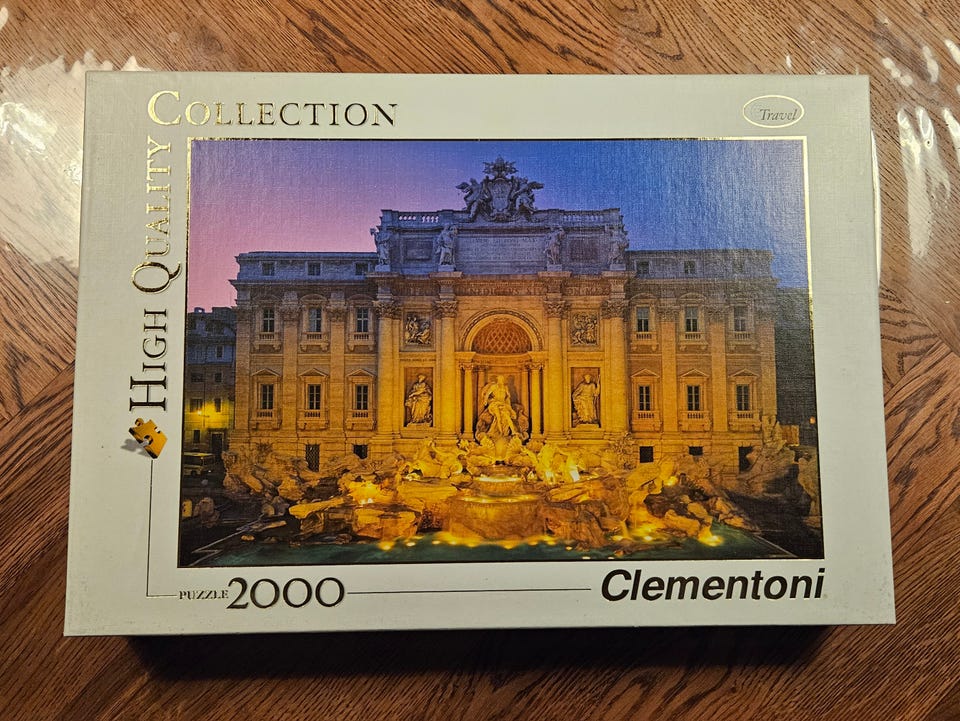 COLLECTION
Travel
HIGH QUALITY
PUZZLE 2000
Clementoni